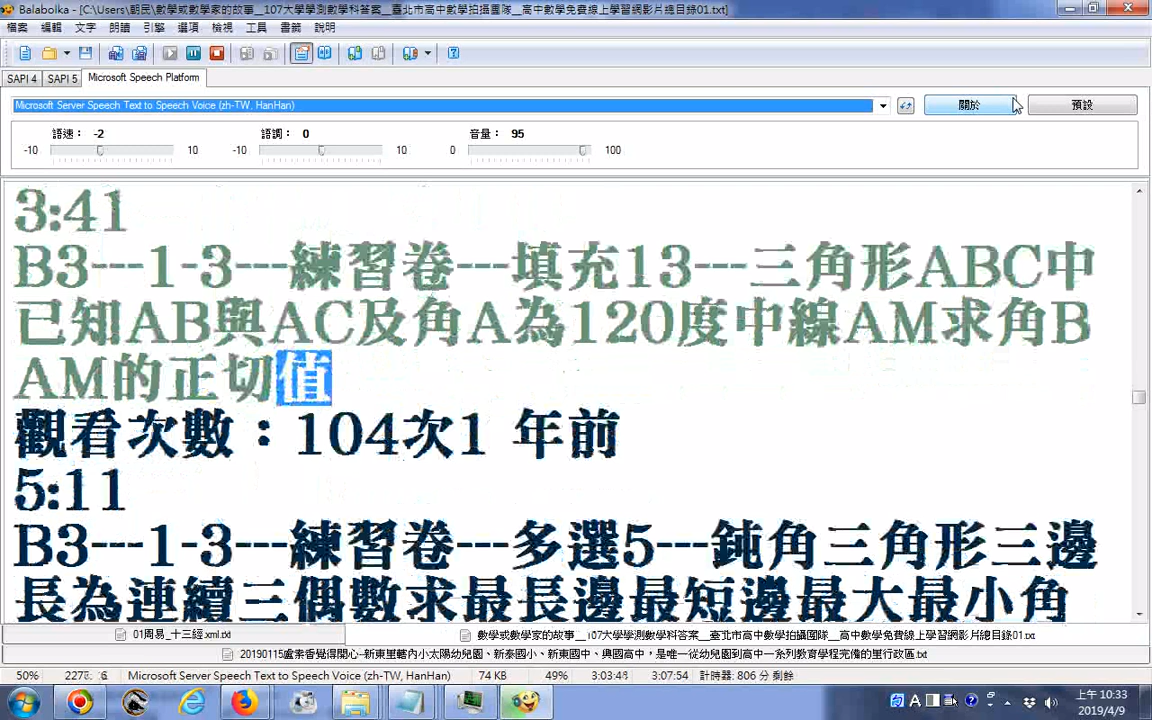 Balabolka - [C:\Users\朝民\數學或數學家的故事__107大學學測數學科答案__臺北市高中數學拍攝團隊__高中數學免費線上學習網影片總目錄01.txt]
檔案 編輯 文字 朗讀 引擎 選項 檢視 工具 書籤 說明
SAPI 4 SAPI 5 Microsoft Speech Platform
Microsoft Server Speech Text to Speech Voice (zh-TW, HanHan) 關於 預設
語速： -2 語調： 0 音量： 95
-10 10 -10 10 0 100
3:41
B3---1-3---練習卷---填充13---三角形ABC中
已知AB與AC及角A為120度中線AM求角B
AM的正切值
觀看次數：104次1 年前
5:11
B3---1-3---練習卷---多選5---鈍角三角形三邊
長為連續三偶數求最長邊最短邊最大最小角
01周易_十三經.xml.txt 數學或數學家的故事__107大學學測數學科答案__臺北市高中數學拍攝團隊__高中數學免費線上學習網影片總目錄01.txt
20190115盧素香覺得開心--新東里轄內小太陽幼兒園、新泰國小、新東國中、興國高中，是唯一從幼兒園到高中一系列教育學程完備的里行政區.txt
50% Microsoft Server Speech Text to Speech Voice (zh-TW, HanHan) 74 KB 49% 3:03:48 3:07:54 計時器: 806 分 剩餘
上午 10:33
2019/4/9